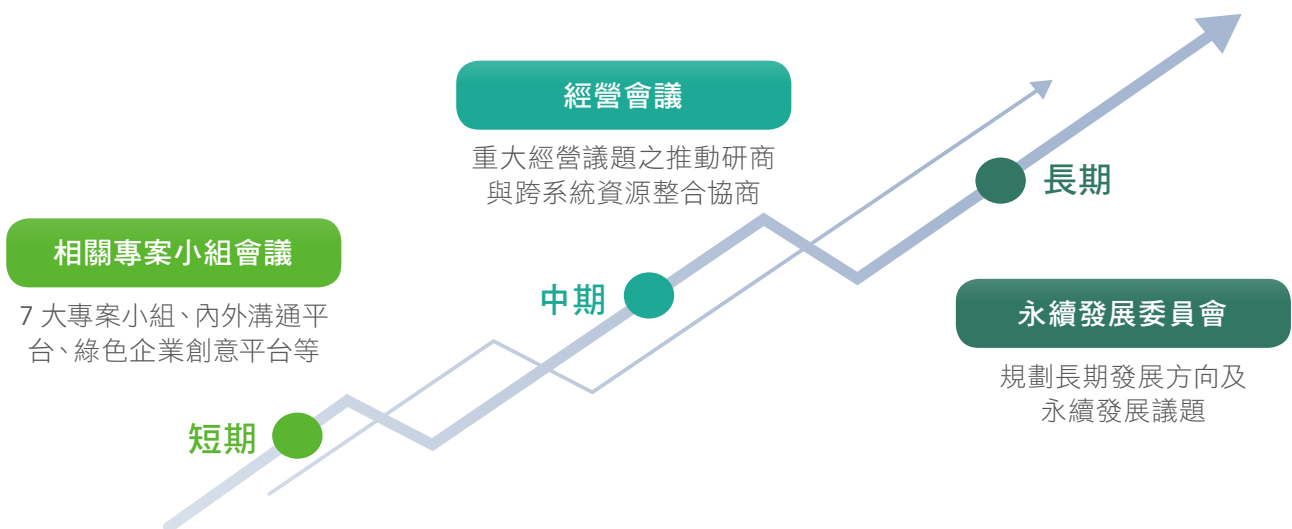 經營會議
重大經營議題之推動研商
與跨系統資源整合協商
長期
相關專案小組會議
7 大專案小組、內外溝通平
台、綠色企業創意平台等
中期
永續發展委員會
規劃長期發展方向及
永續發展議題
短期